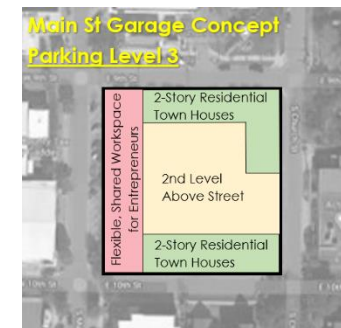 Main St Garage Concept
Parking Level 3
2-Story Residential
Town Houses
Flexible, Shared Workspace
for Entrepreneurs
2nd Level
Above Street
2-Story Residential
Town Houses